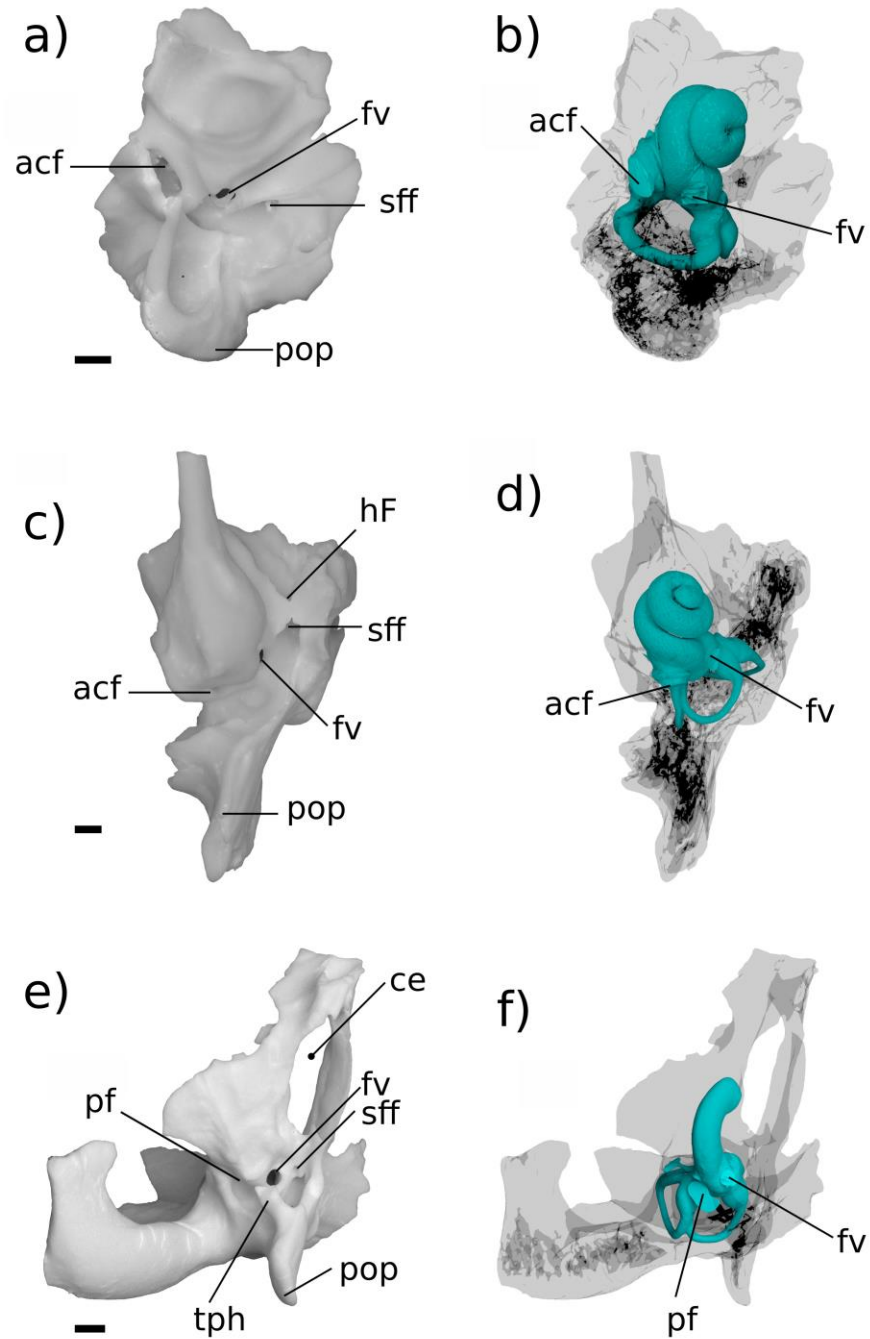 a)
fv
acf
sff
pop
b)
acf
fv
c)
hF
sff
acf
fv
pop
d)
acf
fv
e)
ce
fv
pf
sff
pop
tph
f)
fv
pf